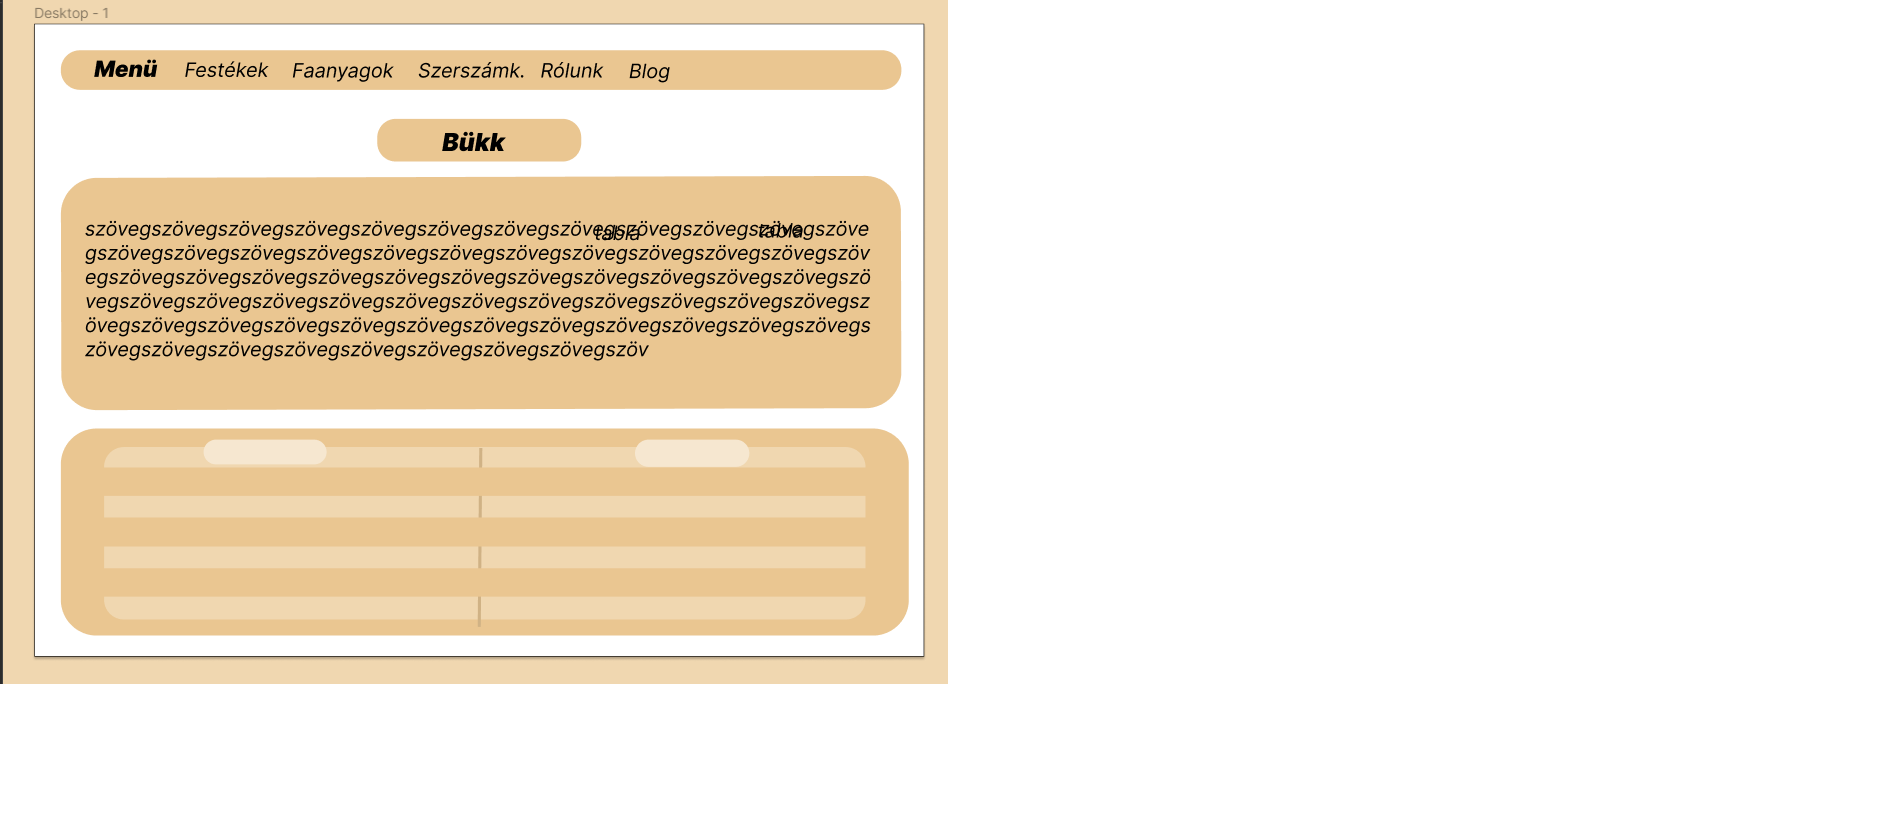 Desktop - 1
Menü Festékek Faanyagok Szerszámk. Rólunk Blog
Bükk
szövegszövegszövegszövegszövegszövegszövegszövegszövegszövegszövegszöve
tábla tábla
gszövegszövegszövegszövegszövegszövegszövegszövegszövegszövegszövegszöv
egszövegszövegszövegszövegszövegszövegszövegszövegszövegszövegszövegszö
vegszövegszövegszövegszövegszövegszövegszövegszövegszövegszövegszövegsz
övegszövegszövegszövegszövegszövegszövegszövegszövegszövegszövegszövegs
zövegszövegszövegszövegszövegszövegszövegszövegszöv